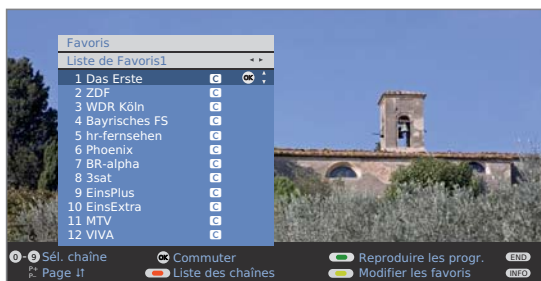 Favoris
Liste de Favoris1
1 Das Erste C OK
2 ZDF C
3 WDR Köln C
4 Bayrisches FS C
5 hr-fernsehen C
6 Phoenix C
7 BR-alpha C
8 3sat C
9 EinsPlus C
10 EinsExtra C
11 MTV C
12 VIVA C
0-9 Sél. chaîne OK Commuter Reproduire les progr. END
P+ P- Page Liste des chaînes Modifier les favoris INFO